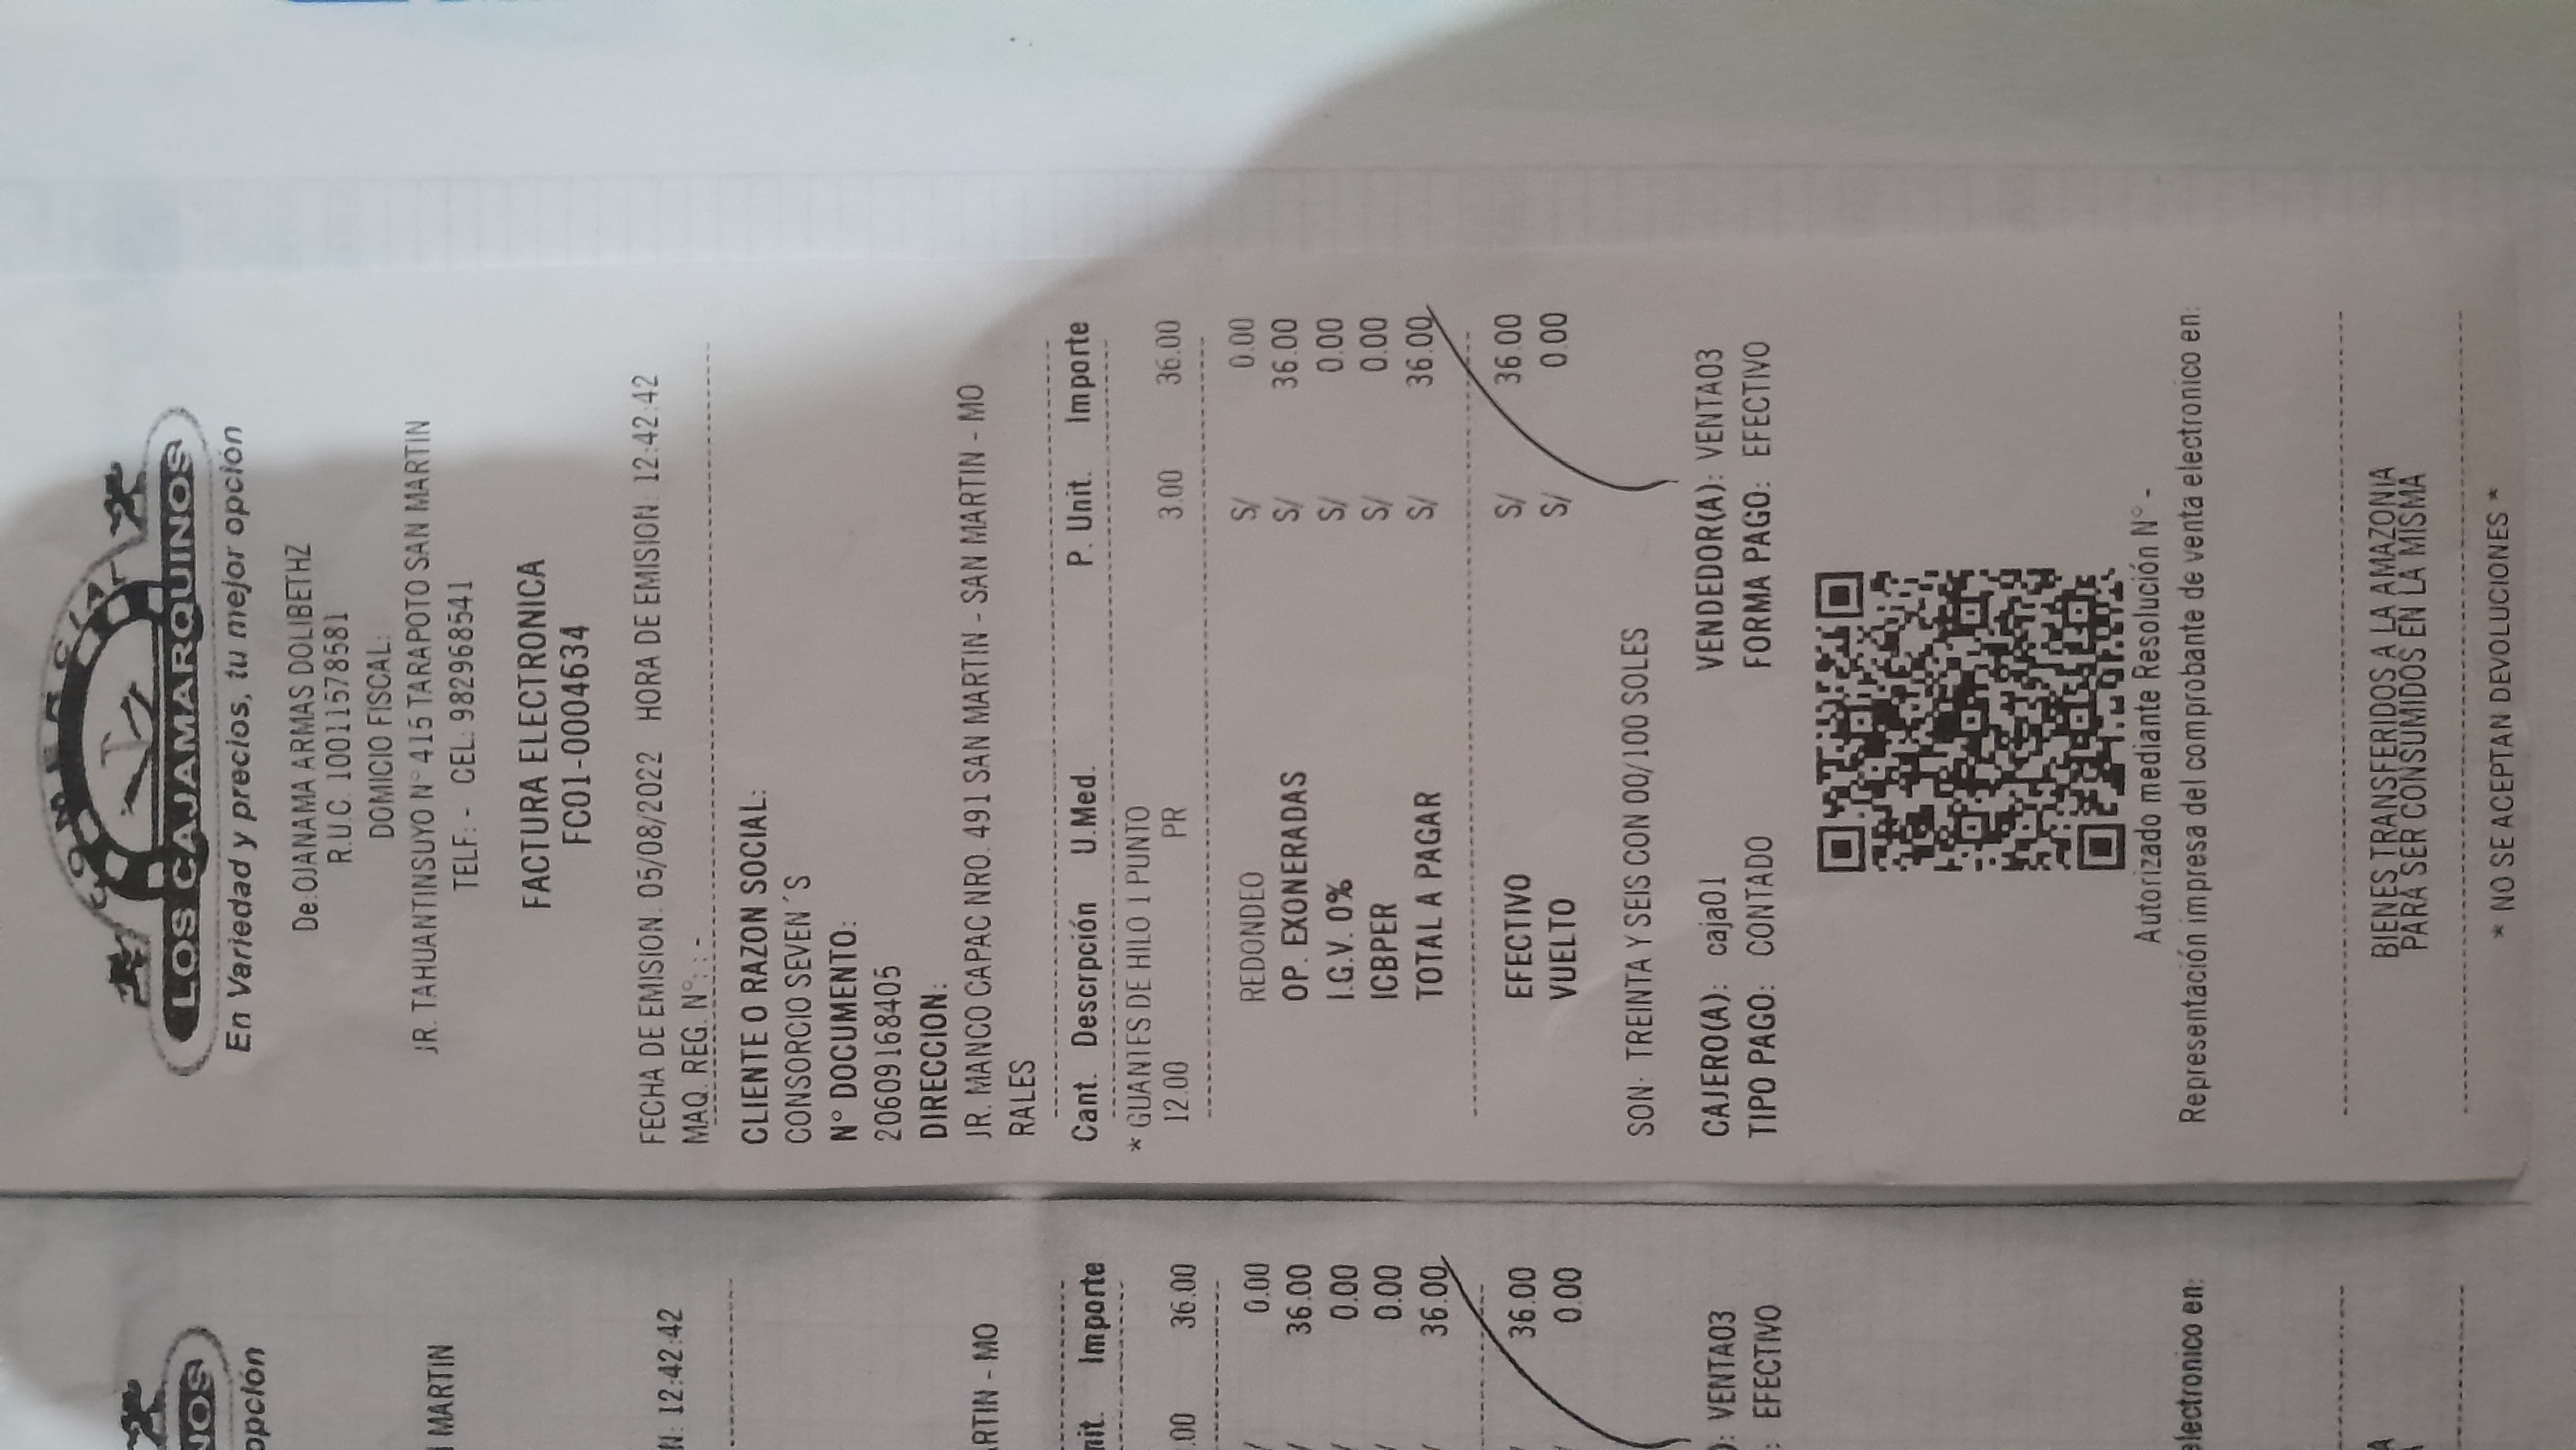 COMERCIAL
LOS CAJAMARQUINOS
En Variedad y precios, tu mejor opción
De:OJANAMA ARMAS DOLIBETHZ
R.U.C. 10011578581
DOMICIO FISCAL:
JR. TAHUANTINSUYO N° 415 TARAPOTO SAN MARTIN
TELF: - CEL: 982968541
FACTURA ELECTRONICA
FC01-0004634
FECHA DE EMISION: 05/08/2022 HORA DE EMISION: 12:42:42
MAQ. REG. N°: : -
CLIENTE O RAZON SOCIAL:
CONSORCIO SEVEN ´S
N° DOCUMENTO:
20609168405
DIRECCION:
JR. MANCO CAPAC NRO. 491 SAN MARTIN - SAN MARTIN - MO
RALES
Cant. Descrpción U.Med. P. Unit. Importe
* GUANTES DE HILO 1 PUNTO
12.00 PR 3.00 36.00
REDONDEO S/ 0.00
OP. EXONERADAS S/ 36.00
I.G.V. 0% S/ 0.00
ICBPER S/ 0.00
TOTAL A PAGAR S/ 36.00
EFECTIVO S/ 36.00
VUELTO S/ 0.00
SON: TREINTA Y SEIS CON 00/100 SOLES
CAJERO(A): caja01 VENDEDOR(A): VENTA03
TIPO PAGO: CONTADO FORMA PAGO: EFECTIVO
Autorizado mediante Resolución N° -
Representación impresa del comprobante de venta electronico en:
BIENES TRANSFERIDOS A LA AMAZONIA
PARA SER CONSUMIDOS EN LA MISMA
* NO SE ACEPTAN DEVOLUCIONES *
NOS
opción
MARTIN
N: 12:42:42
ARTIN - MO
nit. Importe
.00 36.00
/ 0.00
/ 36.00
/ 0.00
/ 0.00
/ 36.00
/ 36.00
/ 0.00
): VENTA03
: EFECTIVO
electronico en:
A